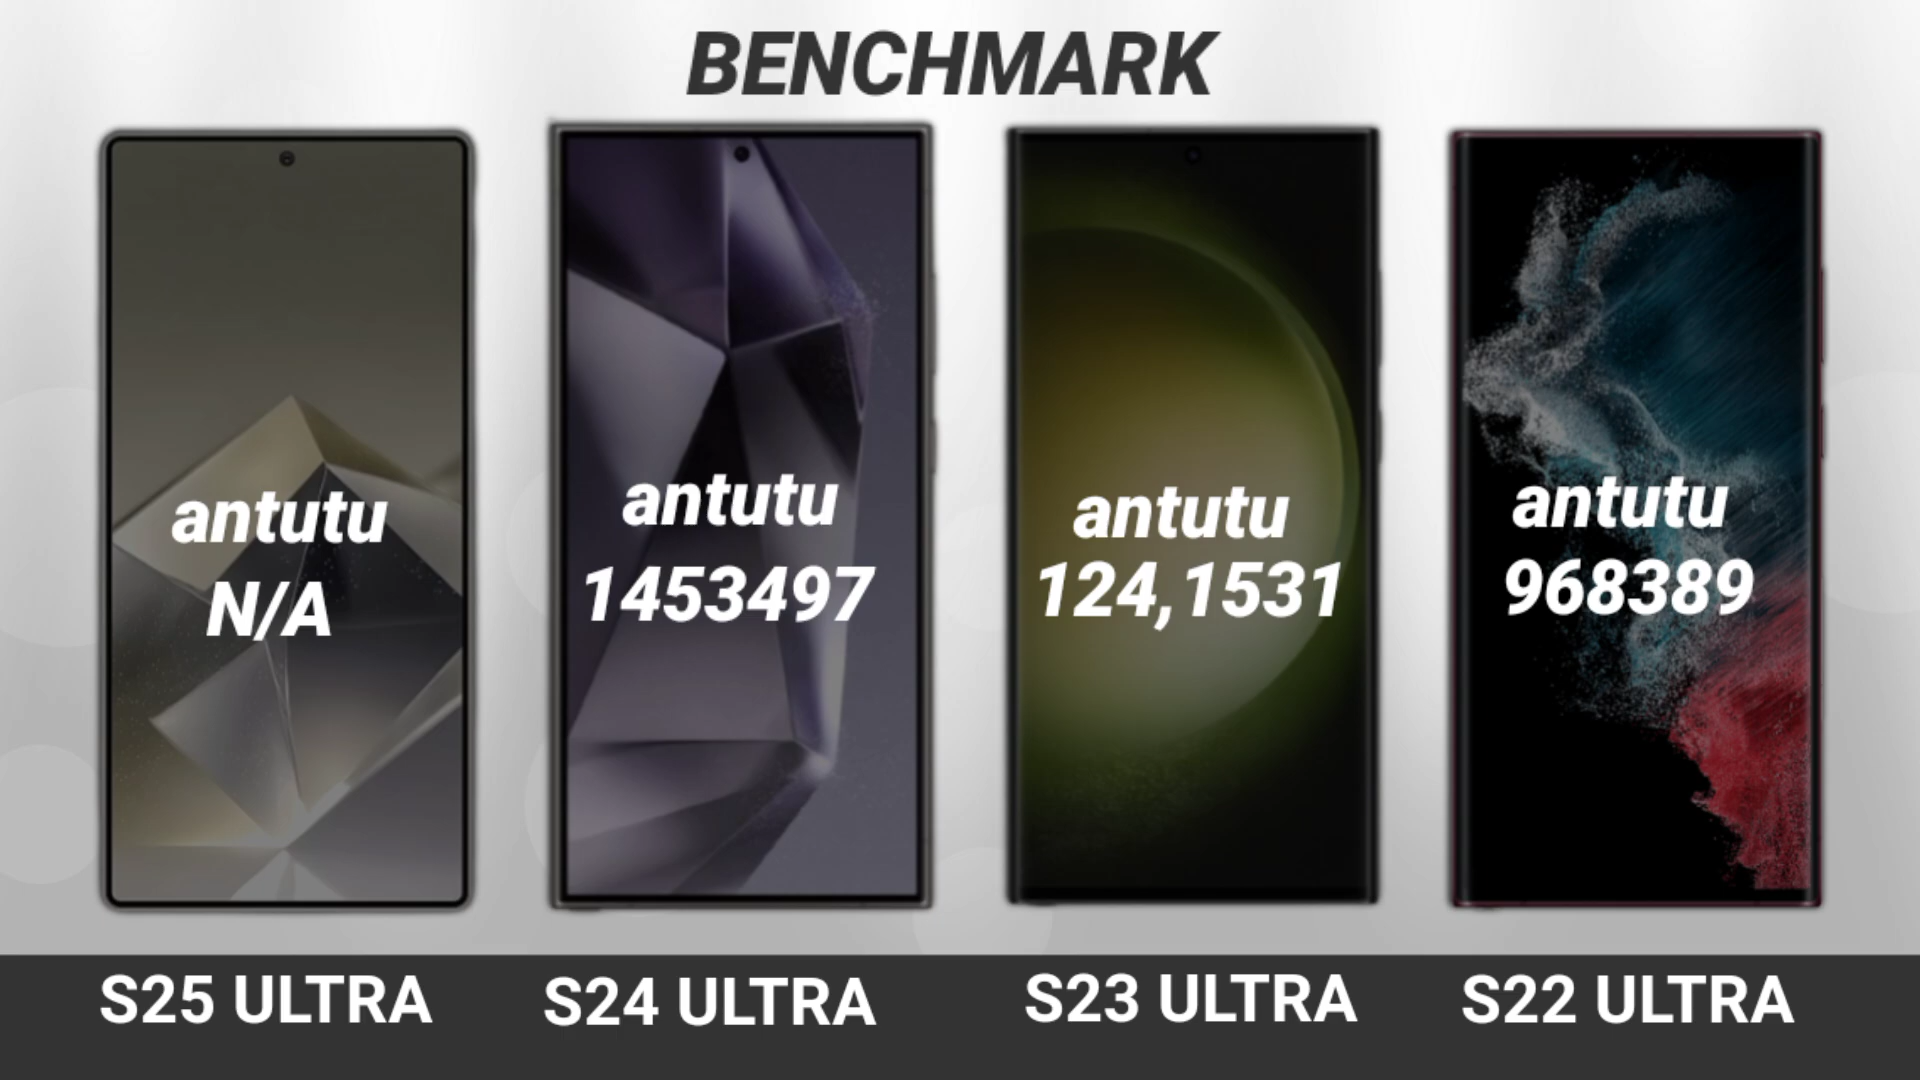 BENCHMARK
antutu
N/A
antutu
1453497
antutu
124,1531
antutu
968389
S25 ULTRA
S24 ULTRA
S23 ULTRA
S22 ULTRA